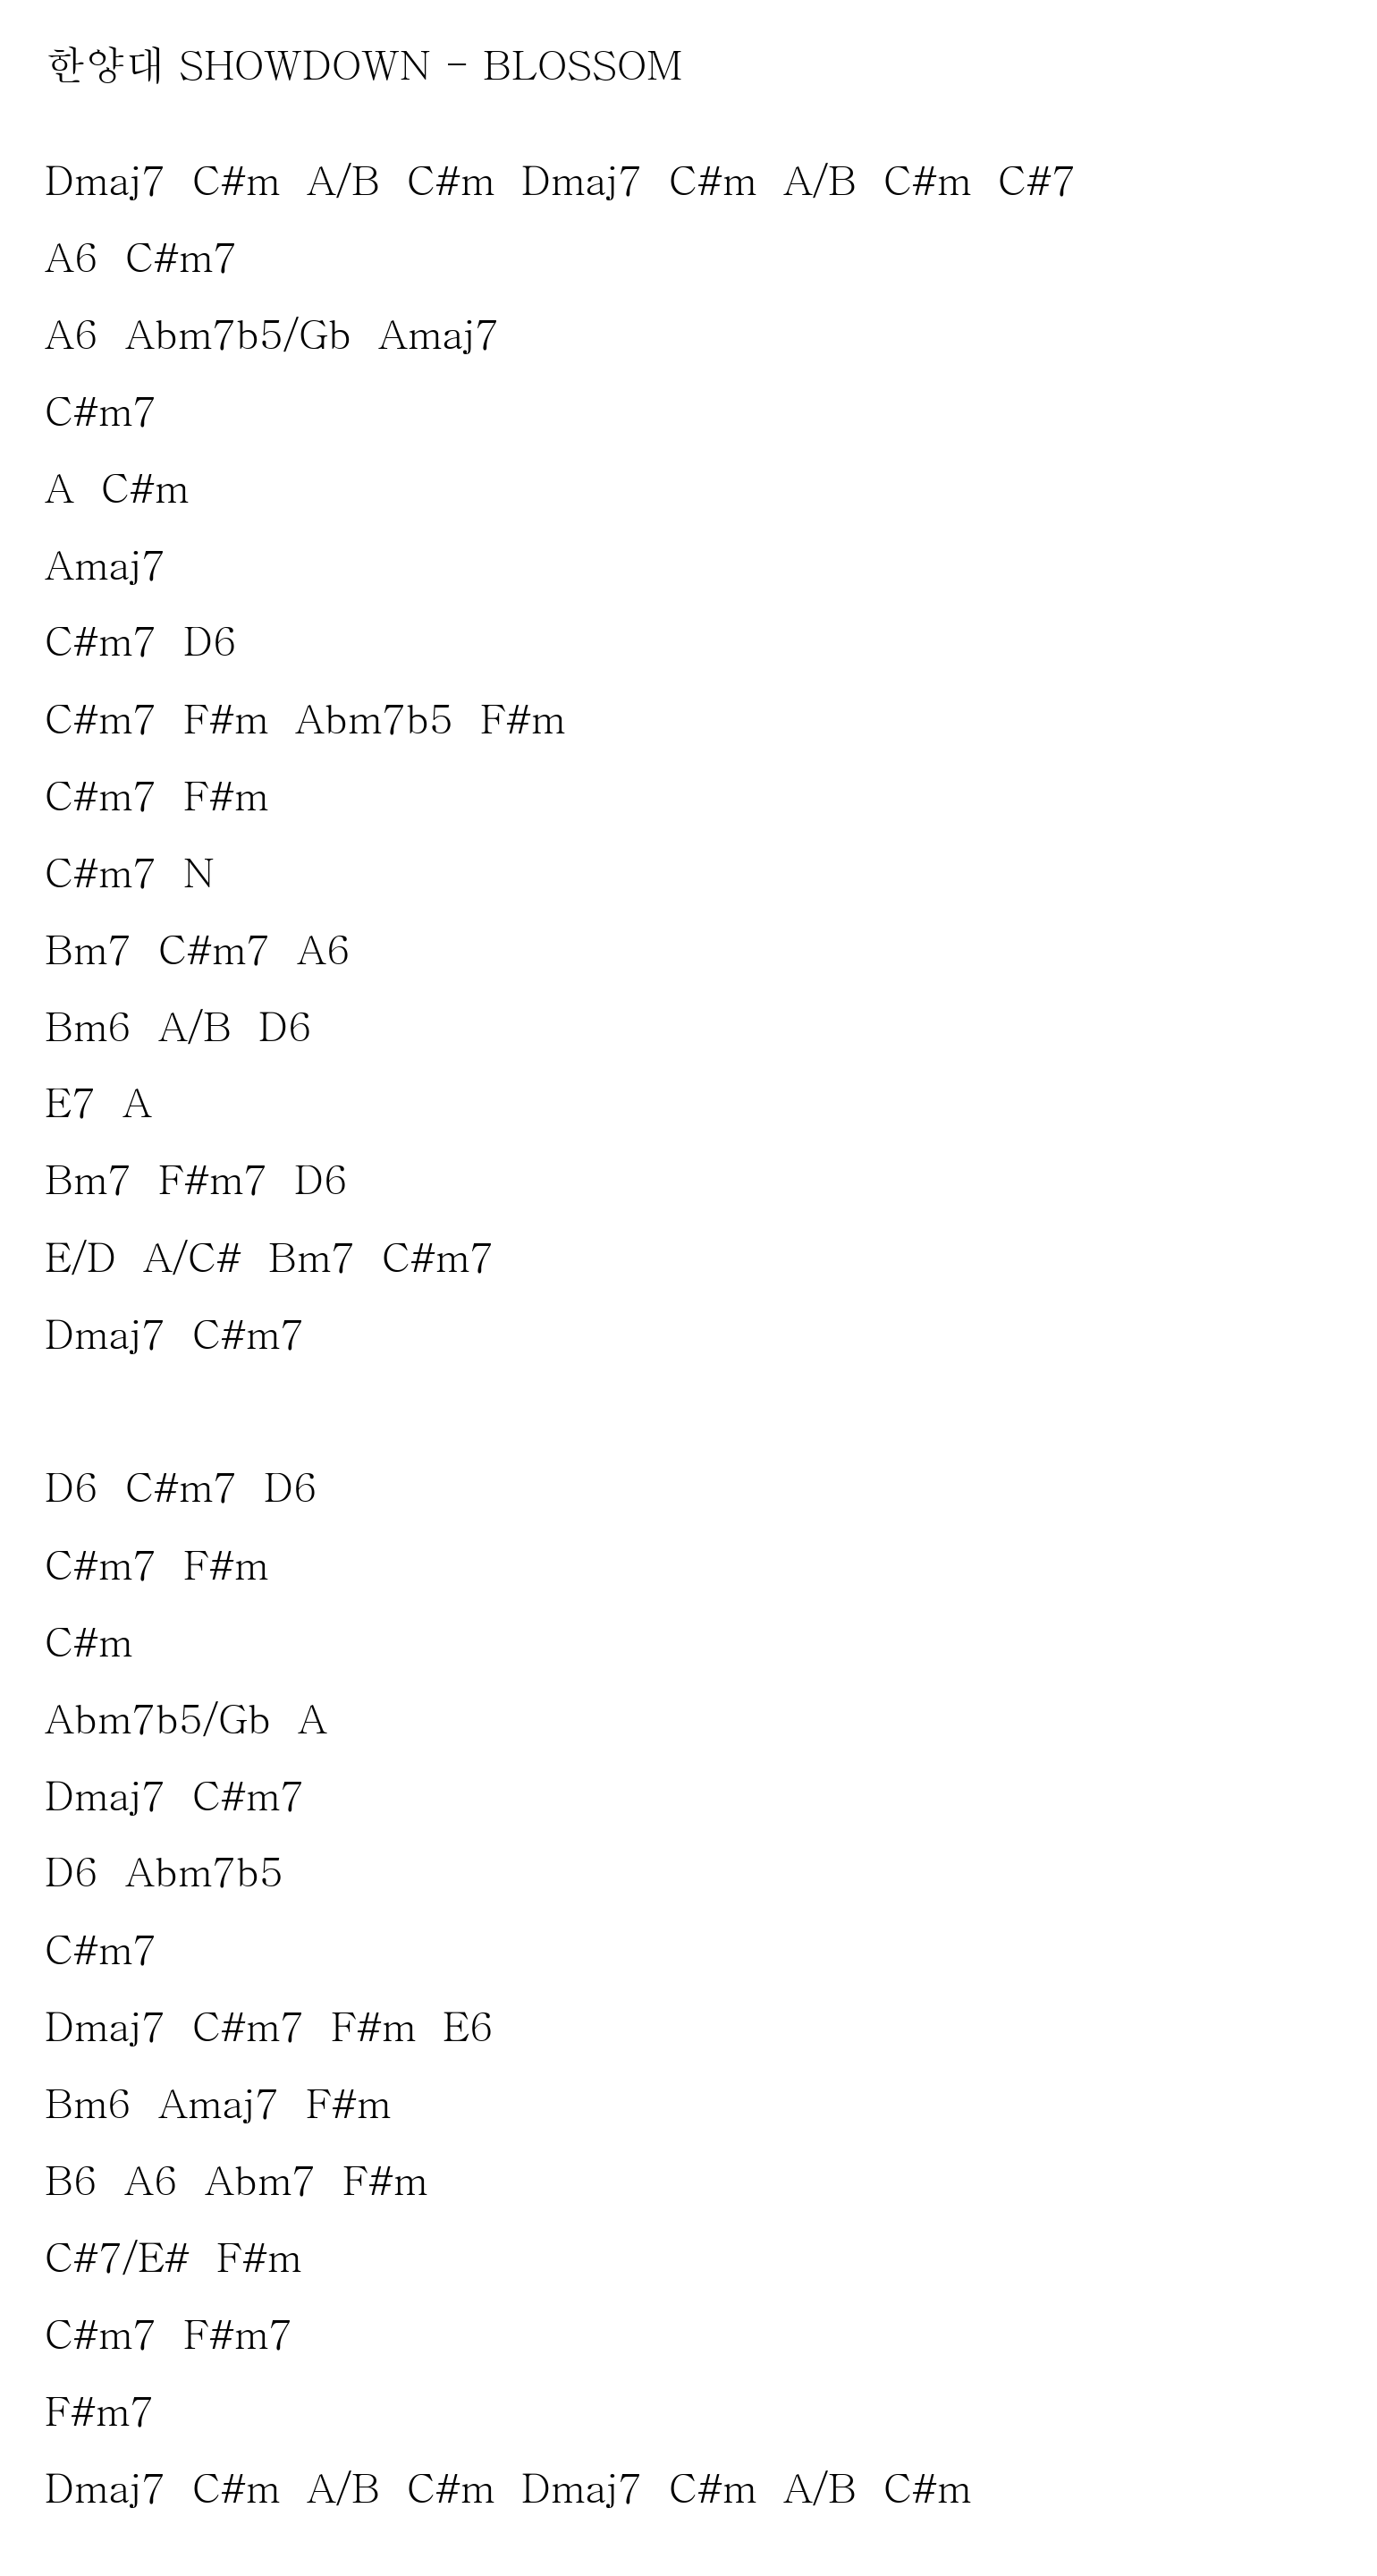 한양대 SHOWDOWN - BLOSSOM
Dmaj7 C#m A/B C#m Dmaj7 C#m A/B C#m C#7
A6 C#m7
A6 Abm7b5/Gb Amaj7
C#m7
A C#m
Amaj7
C#m7 D6
C#m7 F#m Abm7b5 F#m
C#m7 F#m
C#m7 N
Bm7 C#m7 A6
Bm6 A/B D6
E7 A
Bm7 F#m7 D6
E/D A/C# Bm7 C#m7
Dmaj7 C#m7
D6 C#m7 D6
C#m7 F#m
C#m
Abm7b5/Gb A
Dmaj7 C#m7
D6 Abm7b5
C#m7
Dmaj7 C#m7 F#m E6
Bm6 Amaj7 F#m
B6 A6 Abm7 F#m
C#7/E# F#m
C#m7 F#m7
F#m7
Dmaj7 C#m A/B C#m Dmaj7 C#m A/B C#m